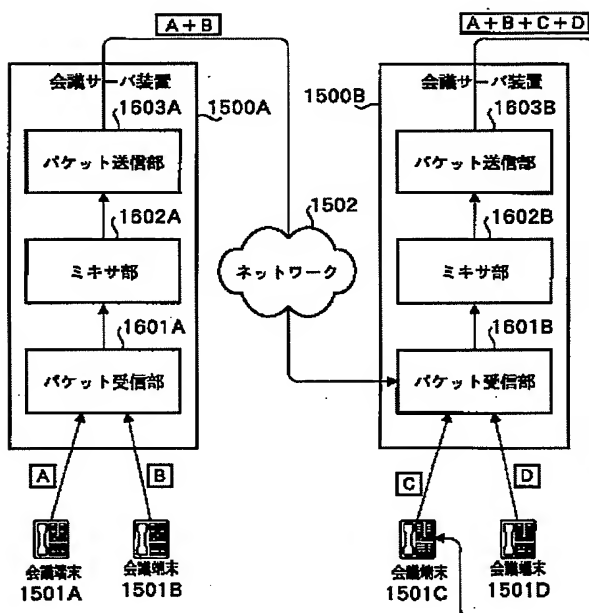 A+B
会議サーバ装置
1603A
1500A
パケット送信部
1602A
ミキサ部
1601A
パケット受信部
A
B
会議端末
1501A
会議端末
1501B
1502
ネットワーク
A+B+C+D
会議サーバ装置
1500B
1603B
パケット送信部
1602B
ミキサ部
1601B
パケット受信部
C
D
会議端末
1501C
会議端末
1501D